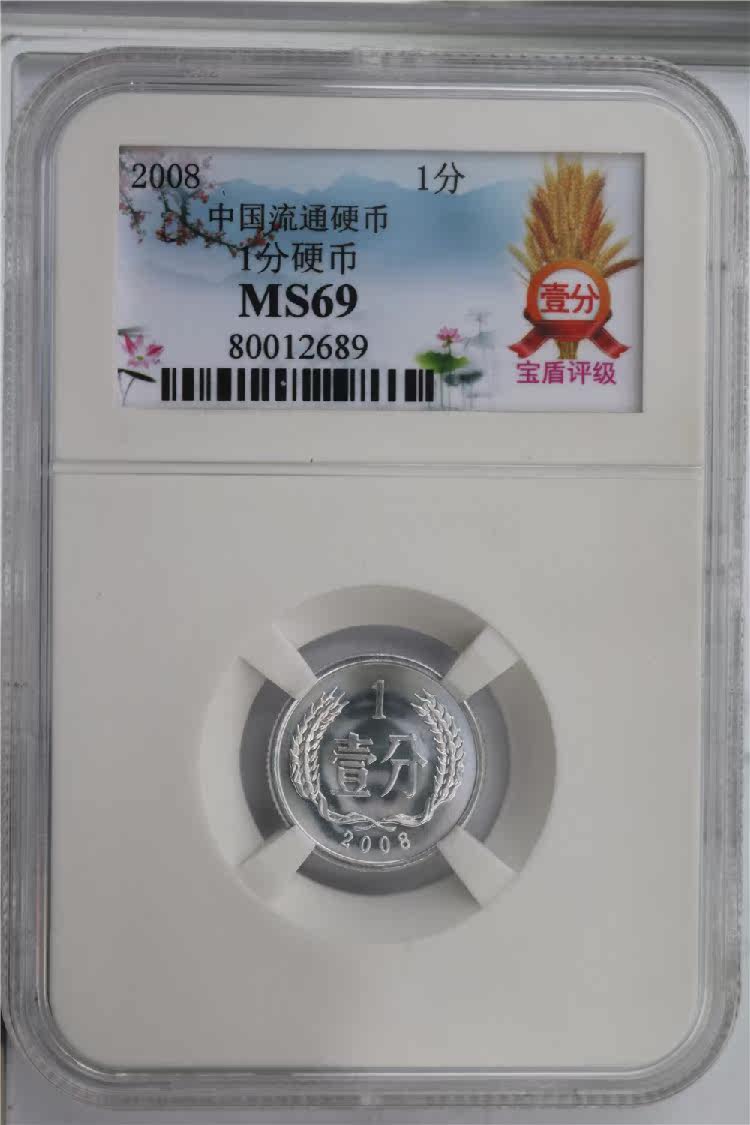 2008 1分
中国流通硬币
1分硬币
MS69
80012689
壹分
宝盾评级
1
壹分
2008